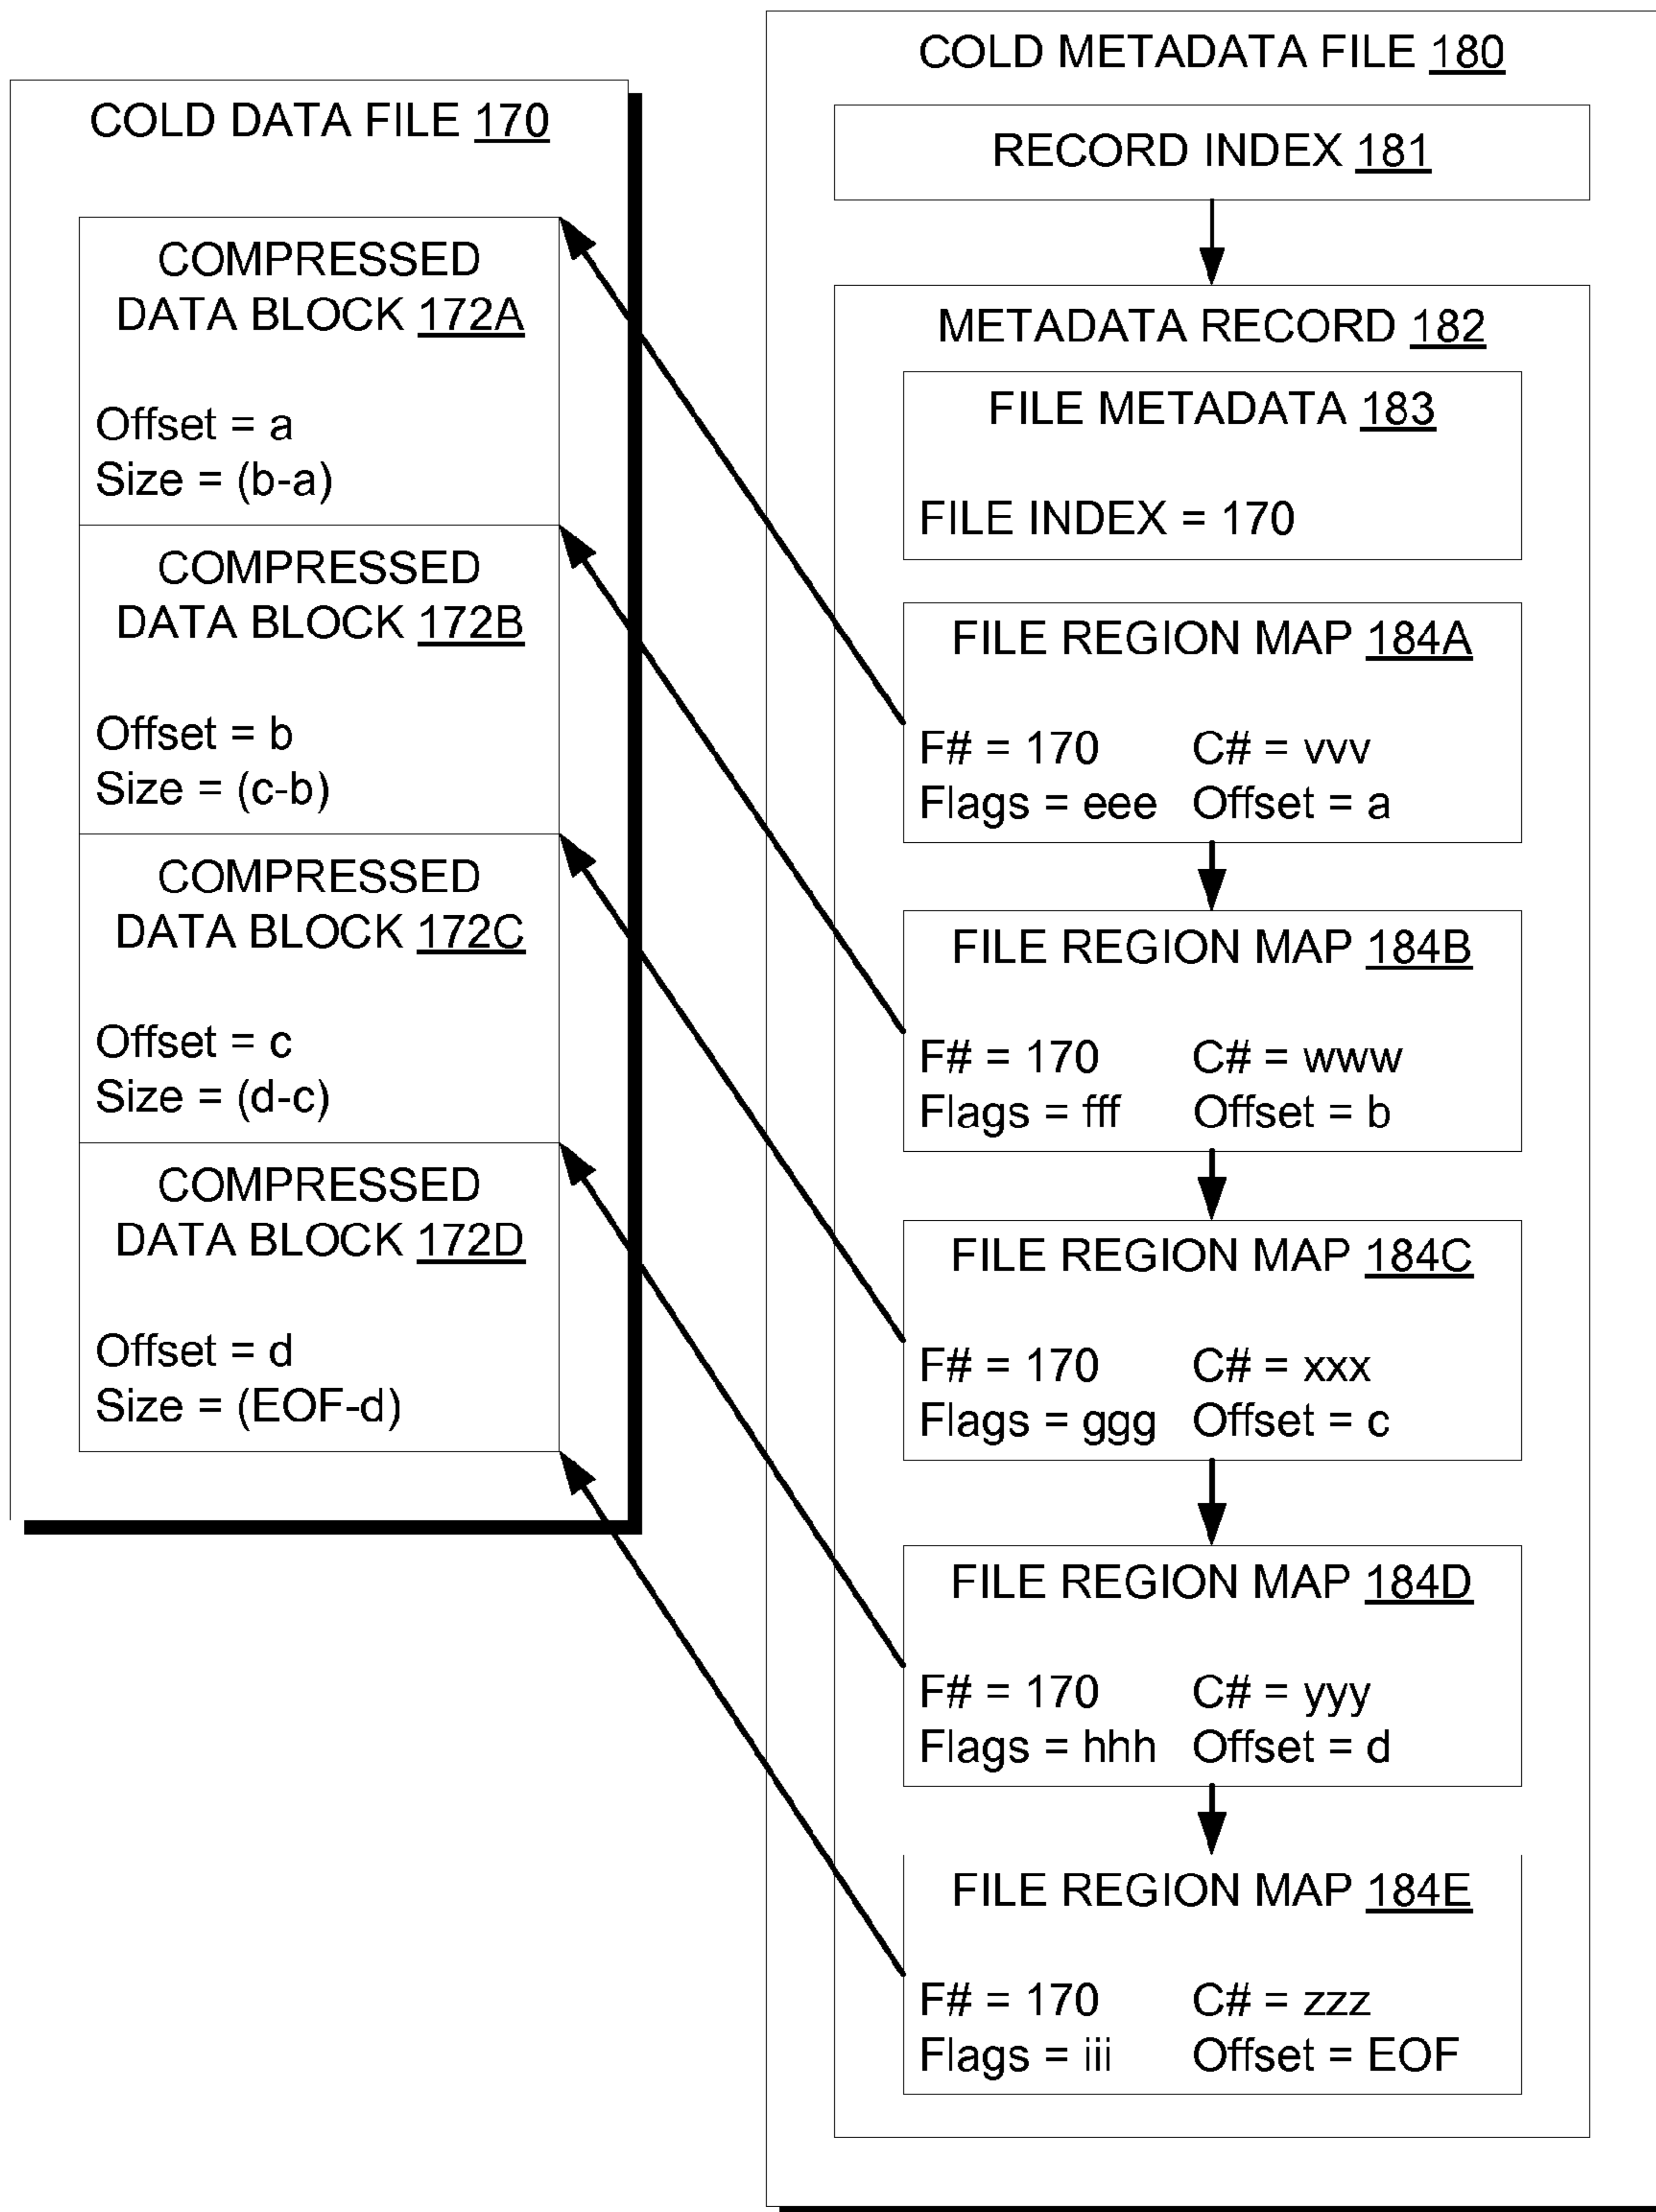 COLD DATA FILE 170
COMPRESSED
DATA BLOCK 172A
Offset = a
Size = (b-a)
COMPRESSED
DATA BLOCK 172B
Offset = b
Size = (c-b)
COMPRESSED
DATA BLOCK 172C
Offset = c
Size = (d-c)
COMPRESSED
DATA BLOCK 172D
Offset = d
Size = (EOF-d)
COLD METADATA FILE 180
RECORD INDEX 181
METADATA RECORD 182
FILE METADATA 183
FILE INDEX = 170
FILE REGION MAP 184A
F# = 170 C# = vvv
Flags = eee Offset = a
FILE REGION MAP 184B
F# = 170 C# = www
Flags = fff Offset = b
FILE REGION MAP 184C
F# = 170 C# = xxx
Flags = ggg Offset = c
FILE REGION MAP 184D
F# = 170 C# = yyy
Flags = hhh Offset = d
FILE REGION MAP 184E
F# = 170 C# = zzz
Flags = iii Offset = EOF